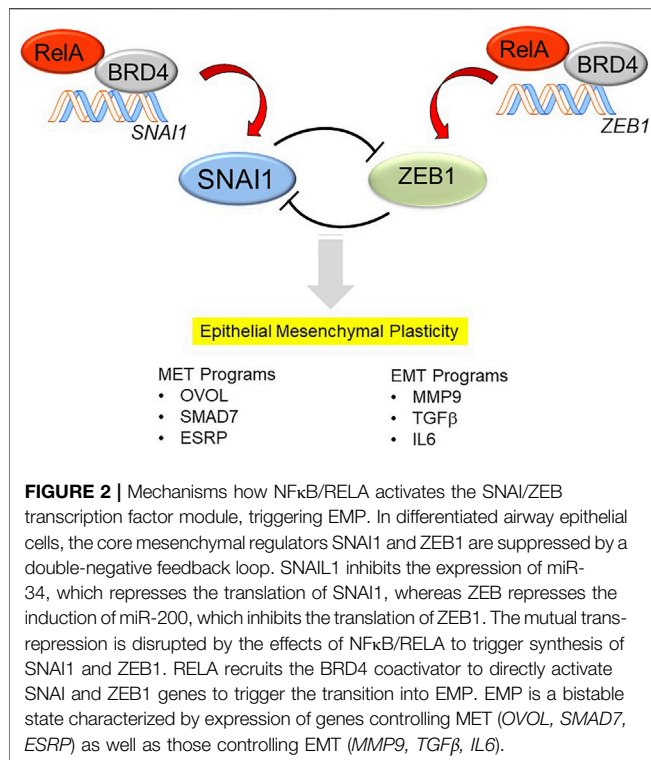 RelA
BRD4
SNAI1
RelA
BRD4
ZEB1
SNAI1
ZEB1
Epithelial Mesenchymal Plasticity
MET Programs
• OVOL
• SMAD7
• ESRP
EMT Programs
• MMP9
• TGFβ
• IL6
FIGURE 2 | Mechanisms how NFκB/RELA activates the SNAI/ZEB
transcription factor module, triggering EMP. In differentiated airway epithelial
cells, the core mesenchymal regulators SNAI1 and ZEB1 are suppressed by a
double-negative feedback loop. SNAIL1 inhibits the expression of miR-
34, which represses the translation of SNAI1, whereas ZEB represses the
induction of miR-200, which inhibits the translation of ZEB1. The mutual trans-
repression is disrupted by the effects of NFκB/RELA to trigger synthesis of
SNAI1 and ZEB1. RELA recruits the BRD4 coactivator to directly activate
SNAI and ZEB1 genes to trigger the transition into EMP. EMP is a bistable
state characterized by expression of genes controlling MET (OVOL, SMAD7,
ESRP) as well as those controlling EMT (MMP9, TGFβ, IL6).